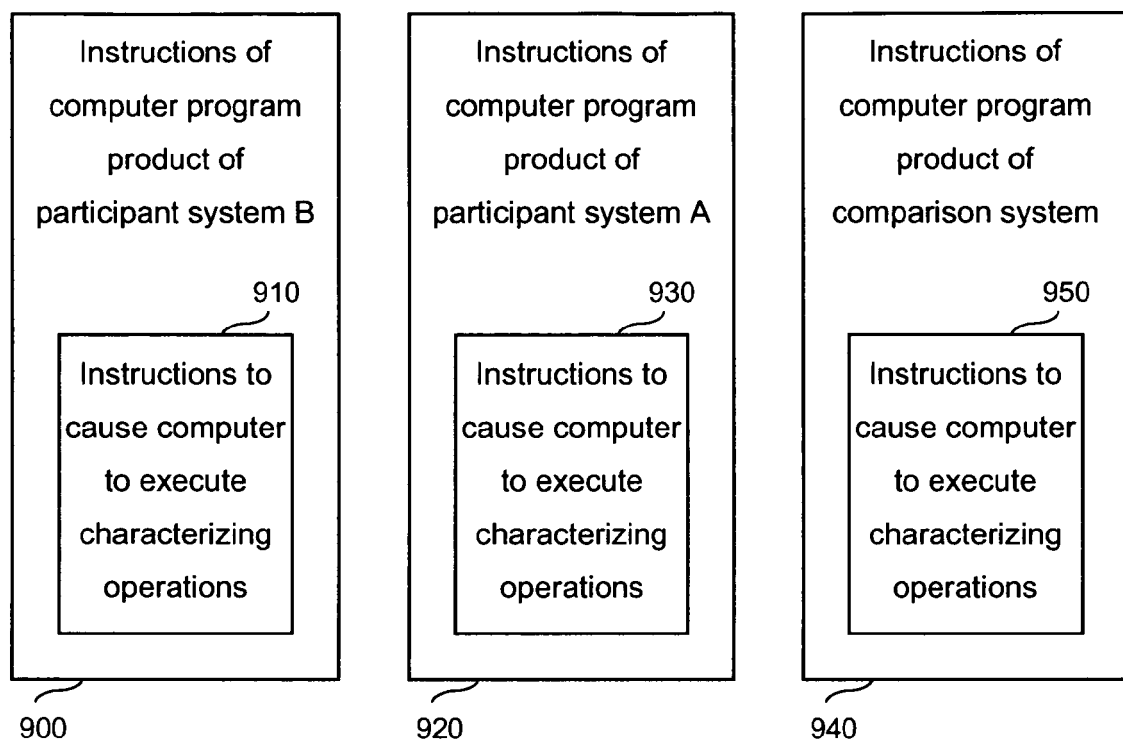 Instructions of
computer program
product of
participant system B
910
Instructions to
cause computer
to execute
characterizing
operations
900
Instructions of
computer program
product of
participant system A
930
Instructions to
cause computer
to execute
characterizing
operations
920
Instructions of
computer program
product of
comparison system
950
Instructions to
cause computer
to execute
characterizing
operations
940